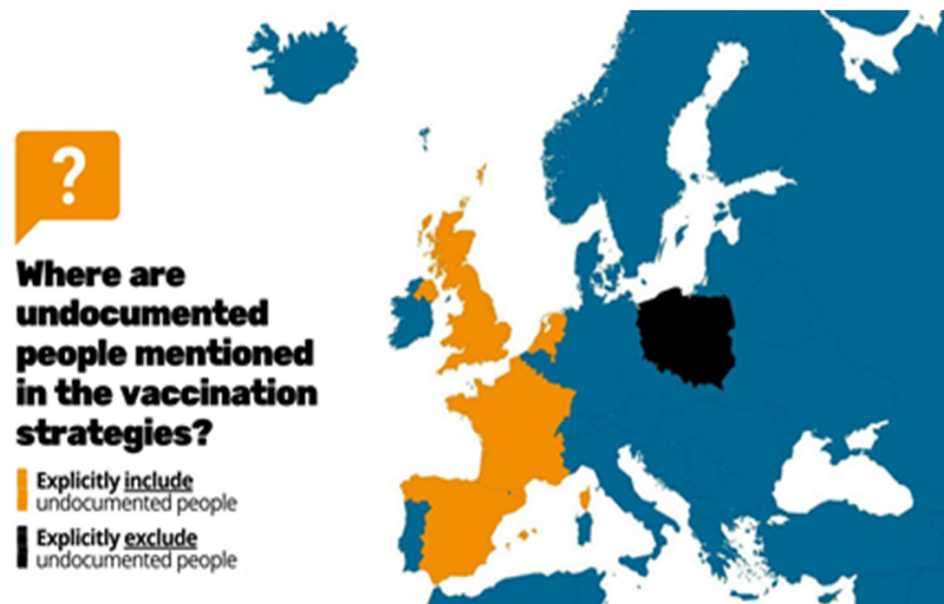 ?
Where are
undocumented
people mentioned
in the vaccination
strategies?
Explicitly include
undocumented people
Explicitly exclude
undocumented people